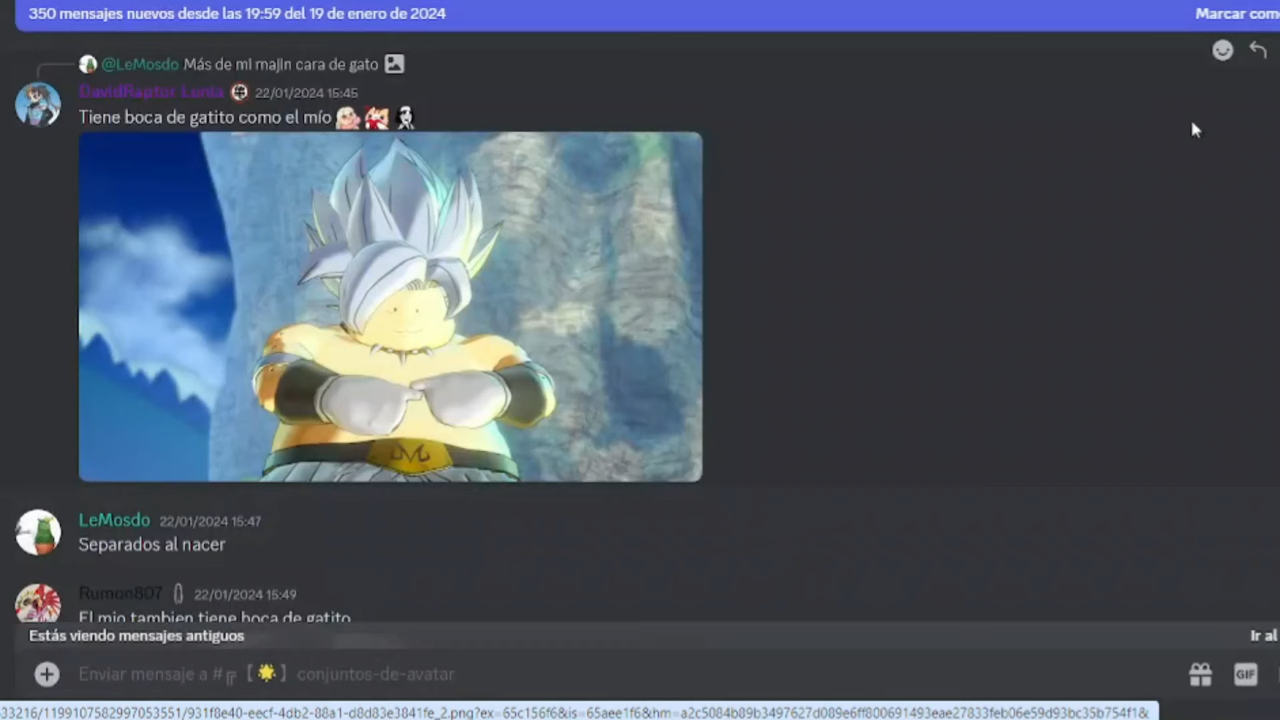 350 mensajes nuevos desde las 19:59 del 19 de enero de 2024
Marcar com
@LeMosdo Más de mi majin cara de gato
DavidRaptor Lonia 22/01/2024 15:45
Tiene boca de gatito como el mío
LeMosdo 22/01/2024 15:47
Separados al nacer
Rumon807 22/01/2024 15:49
El mio tambien tiene boca de gatito
Estás viendo mensajes antiguos
Ir al
Enviar mensaje a #╔【🌟】conjuntos-de-avatar
GIF
33216/1199107582997053551/931f8e40-eecf-4db2-88a1-d8d83e3841fe_2.png?ex=65c156f6&is=65aee1f6&hm=a2c5084b89b3497627d089e6ff800691493eae27833feb06e59d93bc35b754f1&